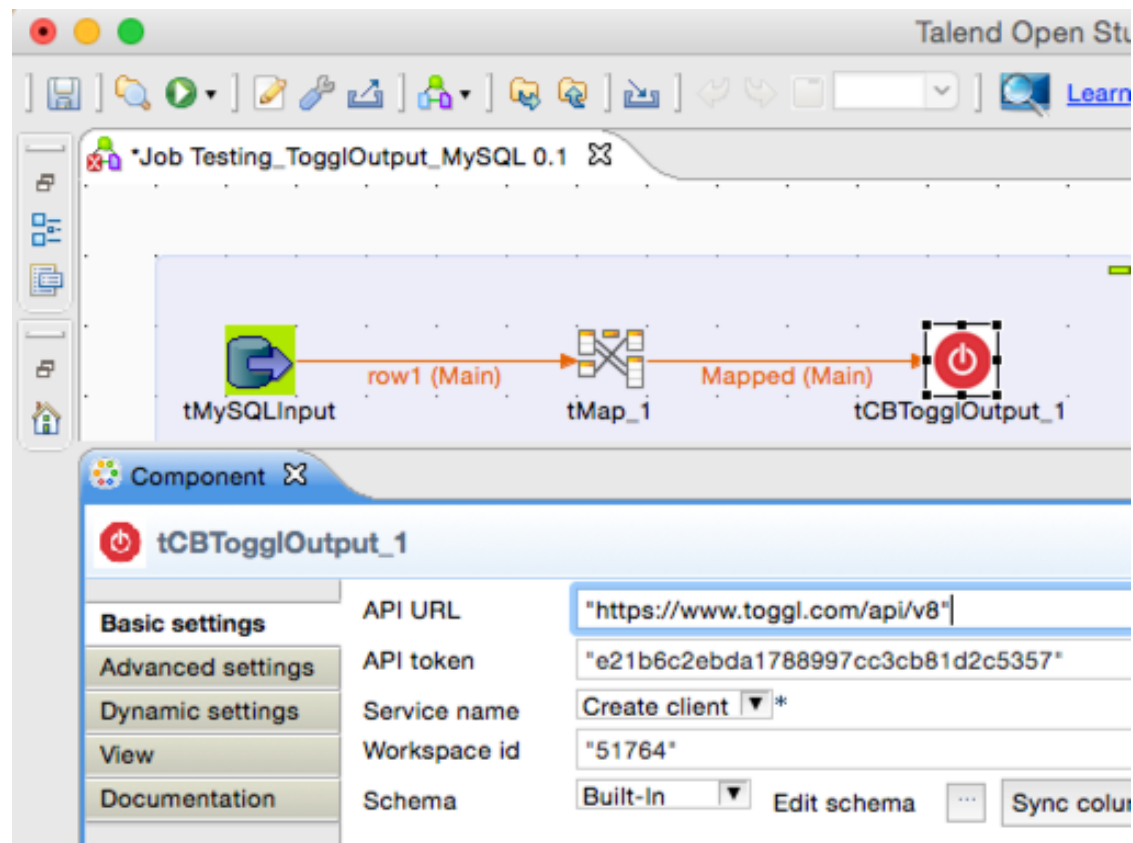 Talend Open Stu
Learn
*Job Testing_TogglOutput_MySQL 0.1
row1 (Main)
Mapped (Main)
tMySQLInput
tMap_1
tCBTogglOutput_1
Component
tCBTogglOutput_1
Basic settings
API URL
"https://www.toggl.com/api/v8"
Advanced settings
API token
"e21b6c2ebda1788997cc3cb81d2c5357"
Dynamic settings
Service name
Create client
*
View
Workspace id
"51764"
Documentation
Schema
Built-In
Edit schema
...
Sync colur